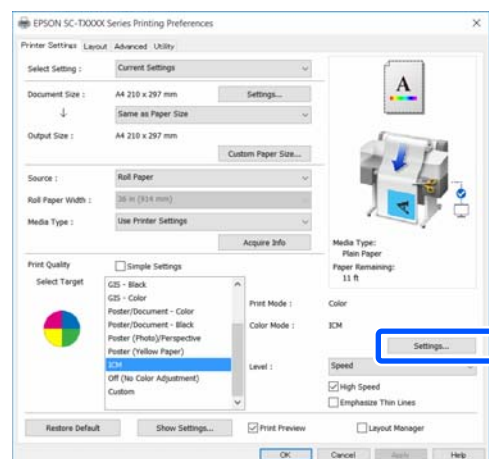 EPSON SC-TXXXX Series Printing Preferences
Printer Settings Layout Advanced Utility
Select Setting : Current Settings
Document Size : A4 210 x 297 mm Settings...
Same as Paper Size
Output Size : A4 210 x 297 mm
Custom Paper Size...
Source : Roll Paper
Roll Paper Width : 36 in (914 mm)
Media Type : Use Printer Settings
Acquire Info
A
Media Type:
Plain Paper
Paper Remaining:
11 ft
Print Quality Simple Settings
Select Target
GIS - Black
GIS - Color
Poster/Document - Color
Poster/Document - Black
Poster (Photo)/Perspective
Poster (Yellow Paper)
ICM
Off (No Color Adjustment)
Custom
Print Mode : Color
Color Mode : ICM
Settings...
Level : Speed
High Speed
Emphasize Thin Lines
Restore Default Show Settings... Print Preview Layout Manager
OK Cancel Apply Help